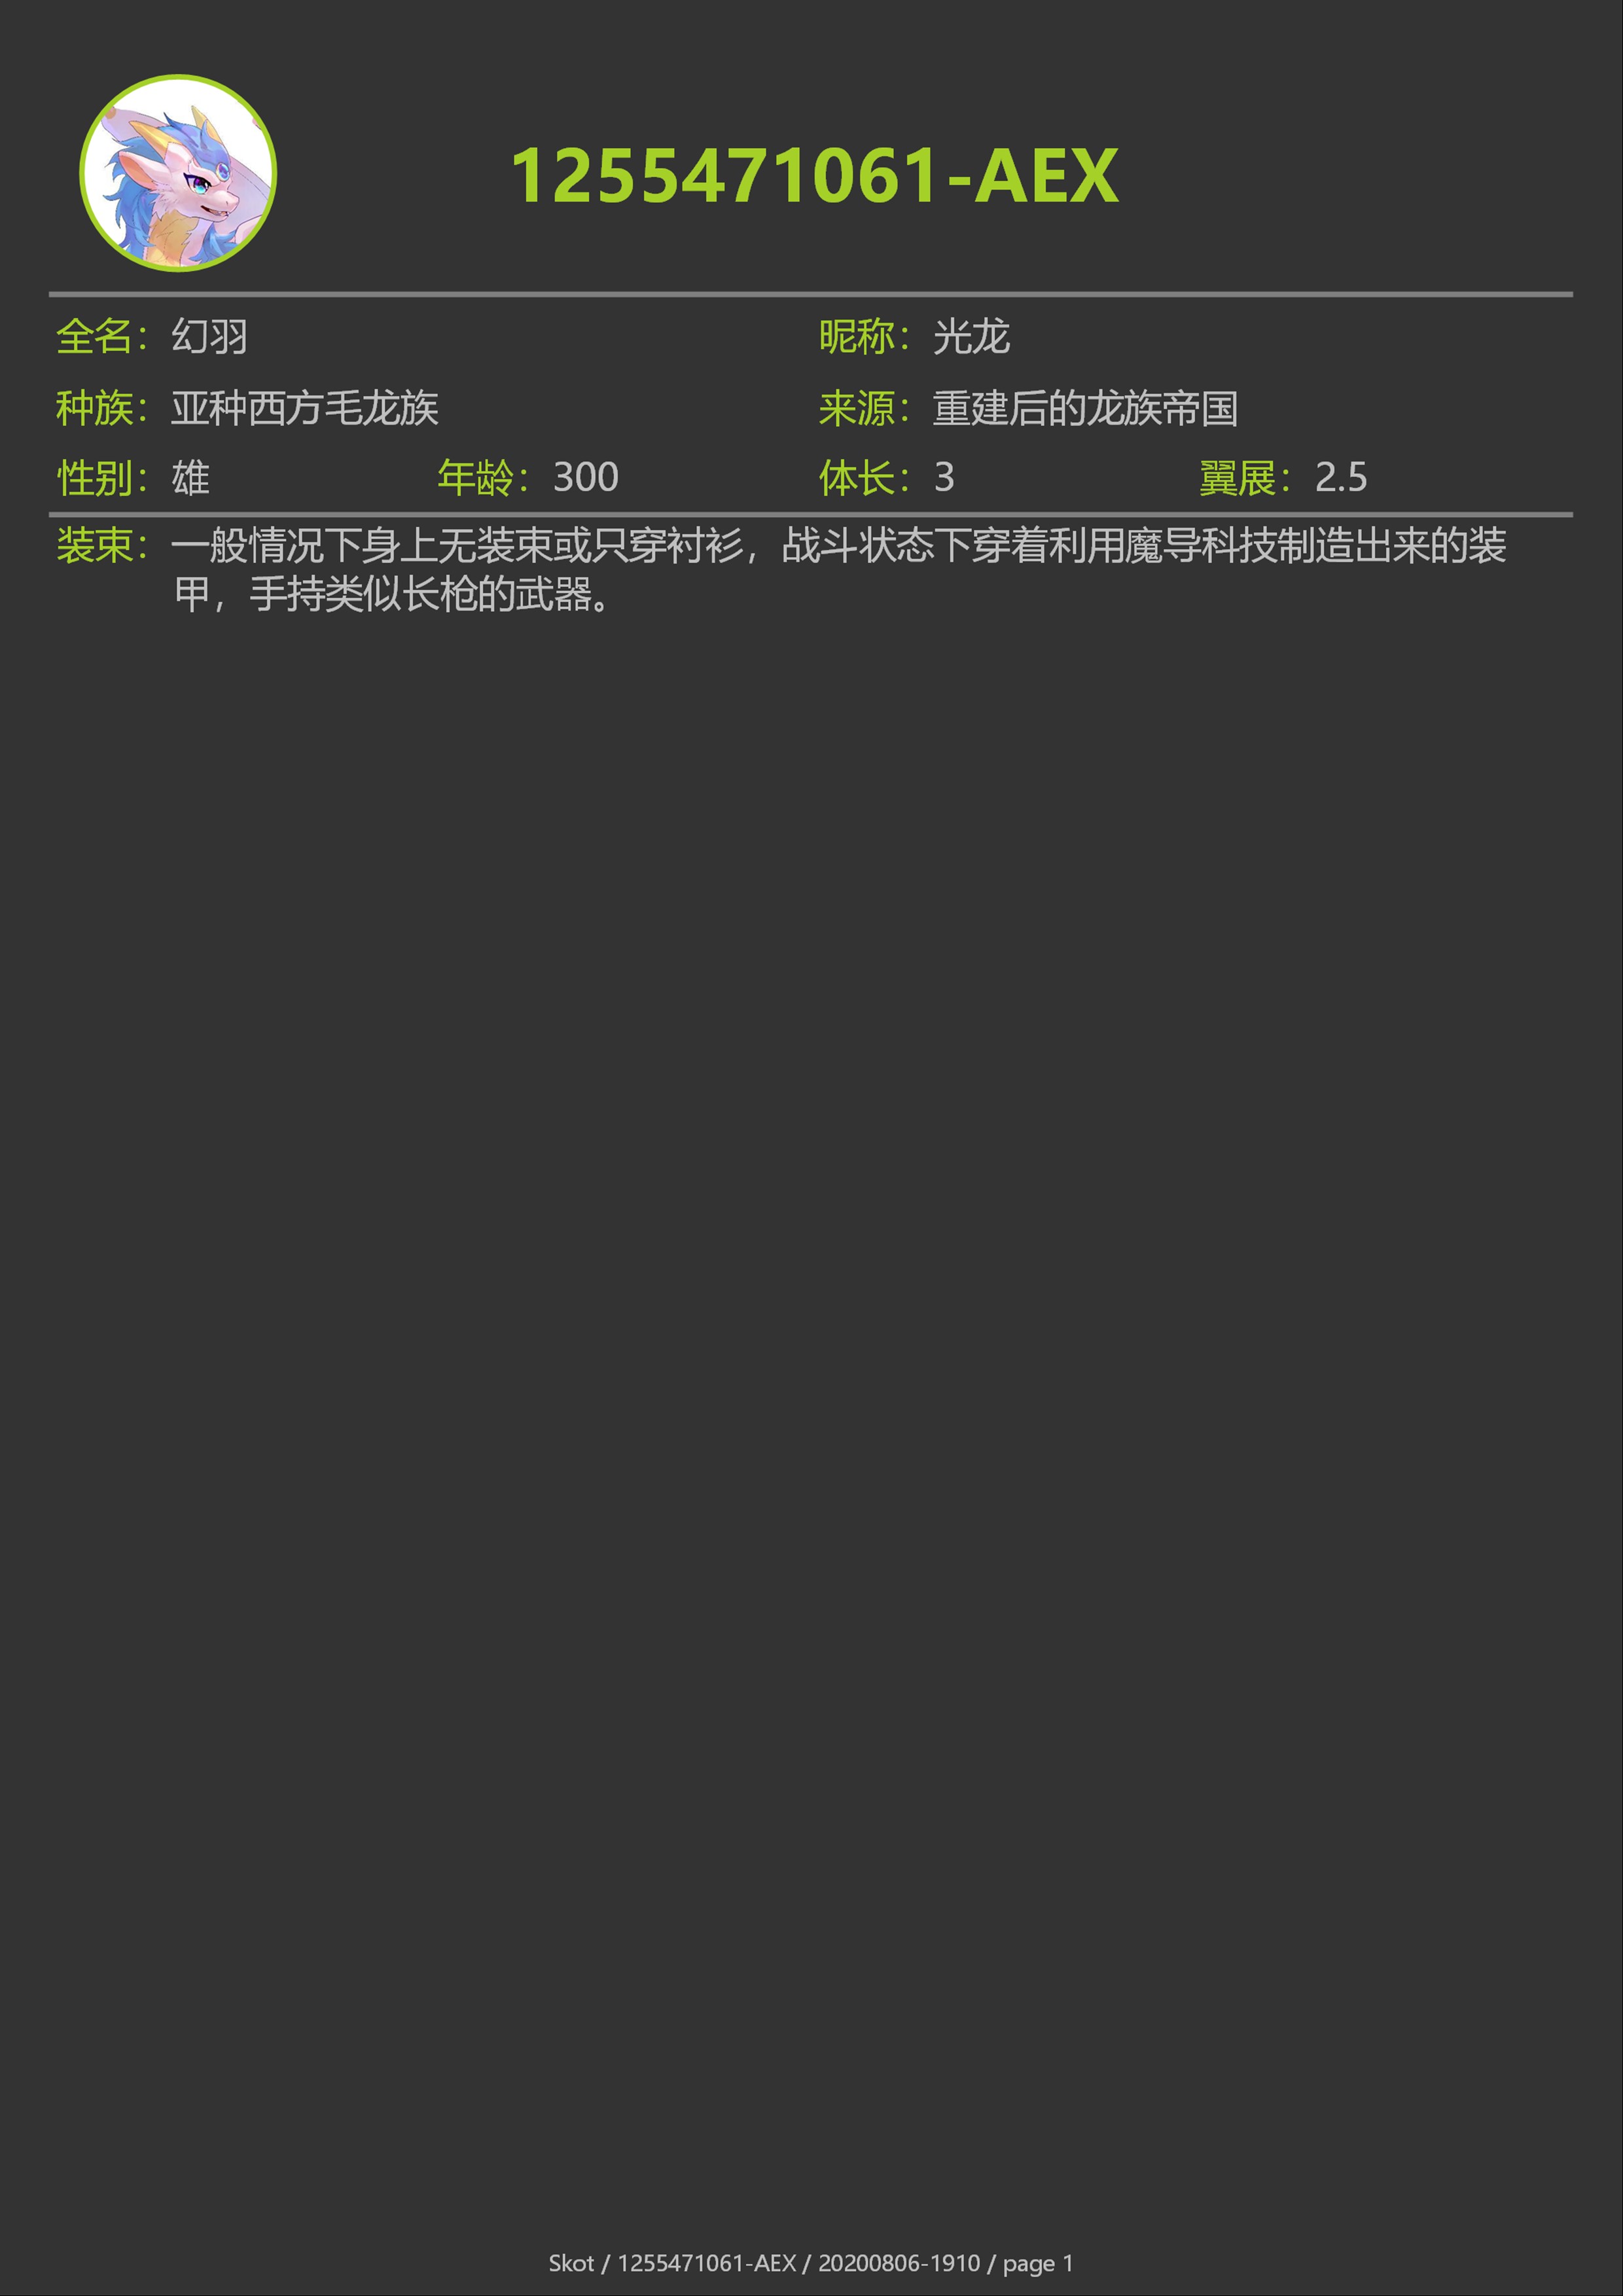 1255471061-AEX
全名：幻羽 昵称：光龙
种族：亚种西方毛龙族 来源：重建后的龙族帝国
性别：雄 年龄：300 体长：3 翼展：2.5
装束：一般情况下身上无装束或只穿衬衫，战斗状态下穿着利用魔导科技制造出来的装
甲，手持类似长枪的武器。
Skot / 1255471061-AEX / 20200806-1910 / page 1